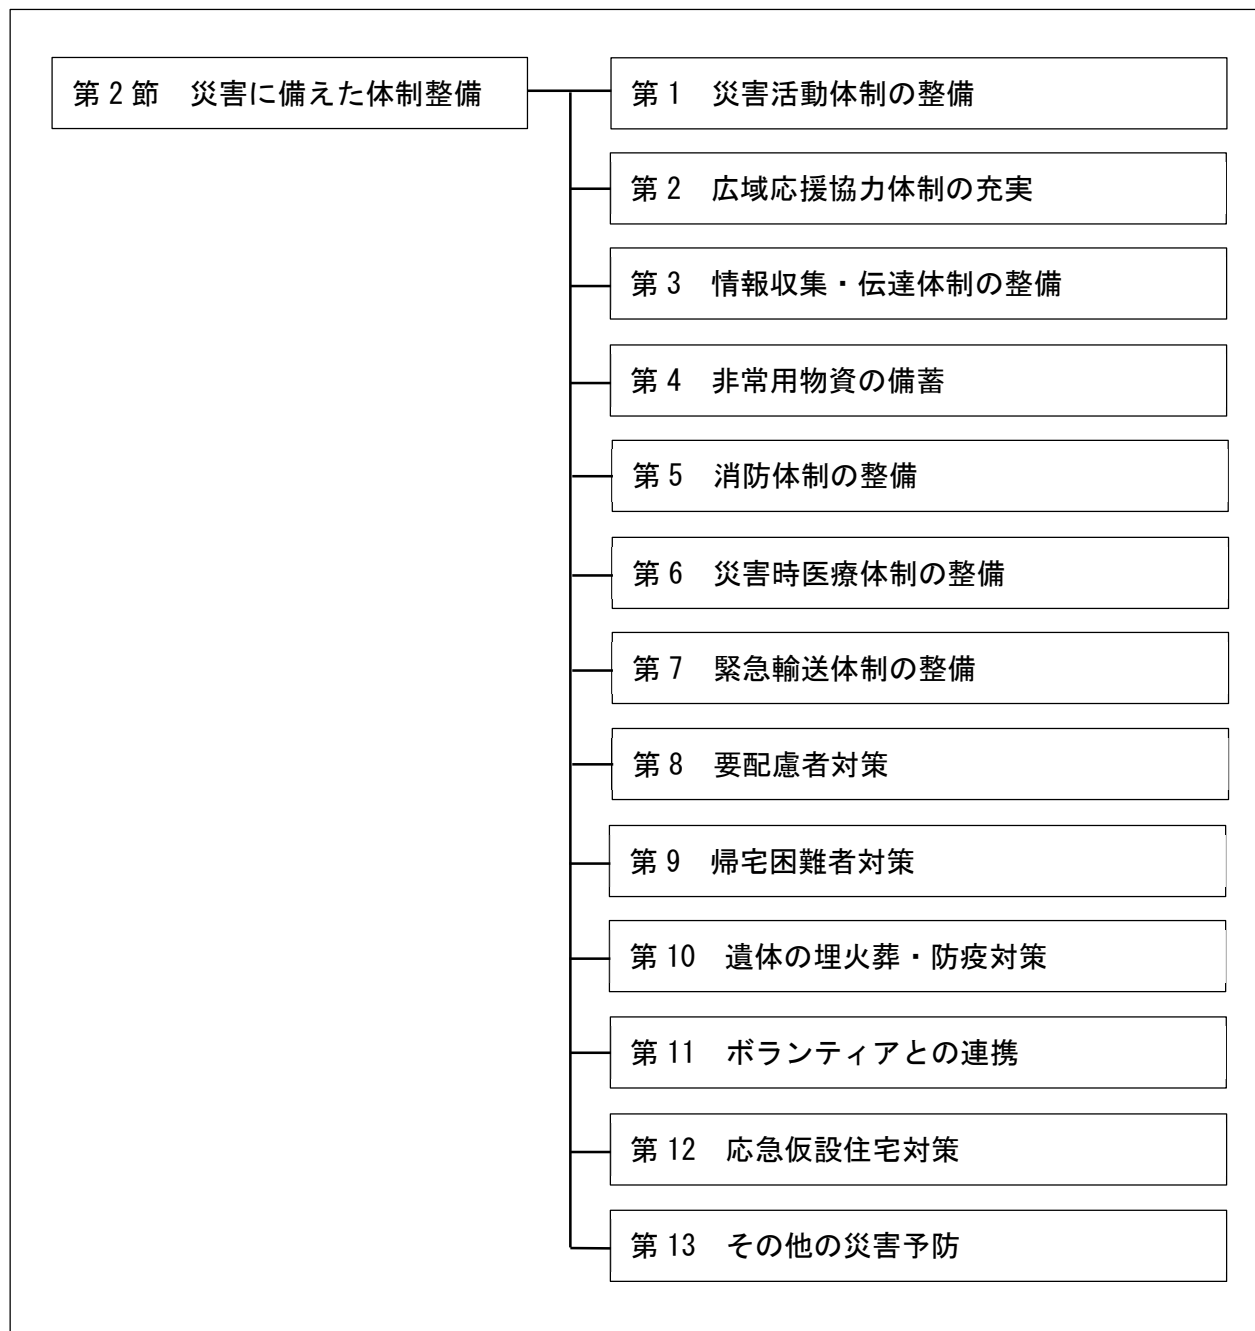 第２節　災害に備えた体制整備
第１　災害活動体制の整備
第２　広域応援協力体制の充実
第３　情報収集・伝達体制の整備
第４　非常用物資の備蓄
第５　消防体制の整備
第６　災害時医療体制の整備
第７　緊急輸送体制の整備
第８　要配慮者対策
第９　帰宅困難者対策
第10　遺体の埋火葬・防疫対策
第11　ボランティアとの連携
第12　応急仮設住宅対策
第13　その他の災害予防